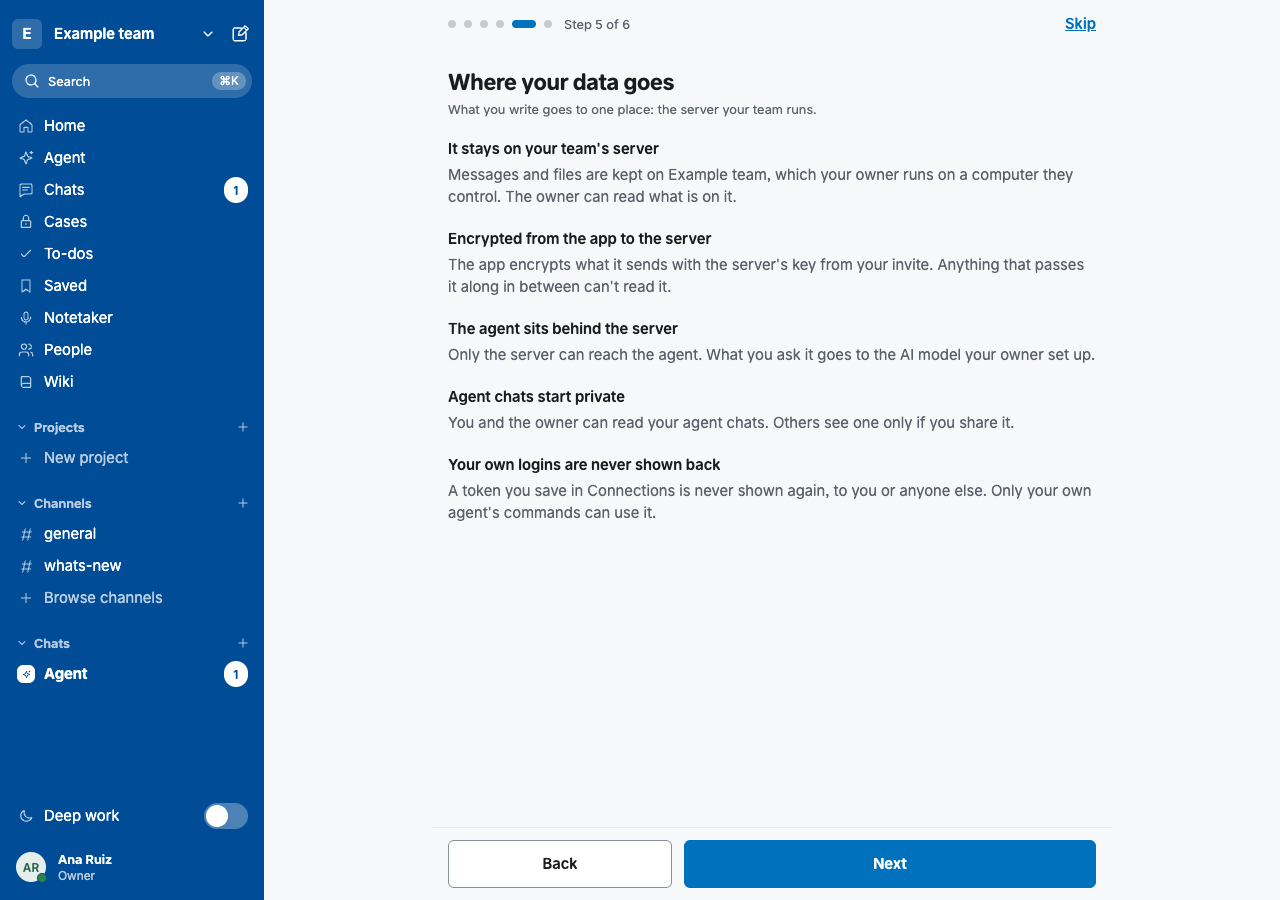 E Example team
Search ⌘K
Home
Agent
Chats 1
Cases
To-dos
Saved
Notetaker
People
Wiki
Projects
New project
Channels
# general
# whats-new
Browse channels
Chats
Agent 1
Deep work
AR Ana Ruiz
Owner
Step 5 of 6
Skip
Where your data goes
What you write goes to one place: the server your team runs.
It stays on your team's server
Messages and files are kept on Example team, which your owner runs on a computer they
control. The owner can read what is on it.
Encrypted from the app to the server
The app encrypts what it sends with the server's key from your invite. Anything that passes
it along in between can't read it.
The agent sits behind the server
Only the server can reach the agent. What you ask it goes to the AI model your owner set up.
Agent chats start private
You and the owner can read your agent chats. Others see one only if you share it.
Your own logins are never shown back
A token you save in Connections is never shown again, to you or anyone else. Only your own
agent's commands can use it.
Back
Next